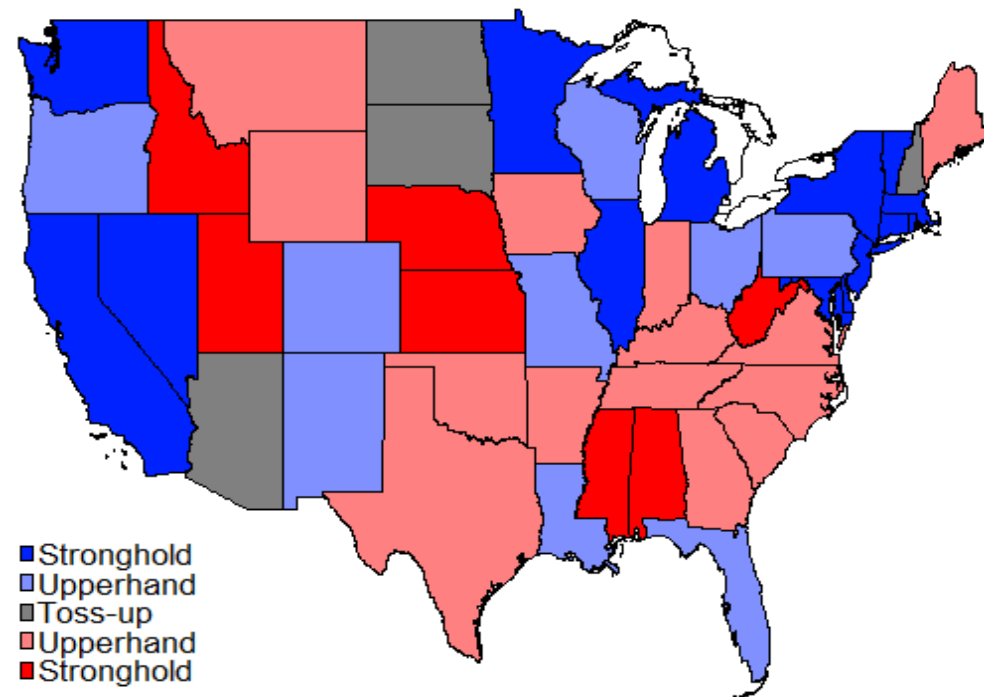 Stronghold
Upperhand
Toss-up
Upperhand
Stronghold